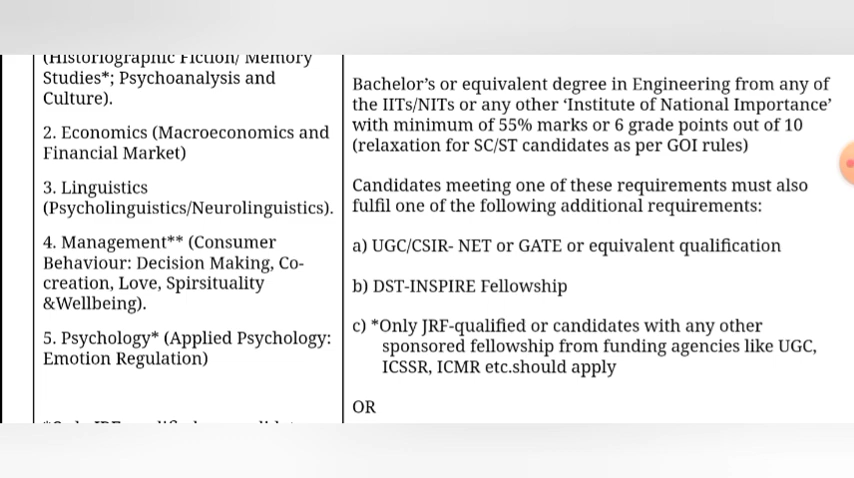 (Historiographic Fiction/ Memory
Studies*; Psychoanalysis and
Culture).
2. Economics (Macroeconomics and
Financial Market)
3. Linguistics
(Psycholinguistics/Neurolinguistics).
4. Management** (Consumer
Behaviour: Decision Making, Co-
creation, Love, Spirsituality
&Wellbeing).
5. Psychology* (Applied Psychology:
Emotion Regulation)
Bachelor’s or equivalent degree in Engineering from any of
the IITs/NITs or any other ‘Institute of National Importance’
with minimum of 55% marks or 6 grade points out of 10
(relaxation for SC/ST candidates as per GOI rules)
Candidates meeting one of these requirements must also
fulfil one of the following additional requirements:
a) UGC/CSIR- NET or GATE or equivalent qualification
b) DST-INSPIRE Fellowship
c) *Only JRF-qualified or candidates with any other
sponsored fellowship from funding agencies like UGC,
ICSSR, ICMR etc.should apply
OR